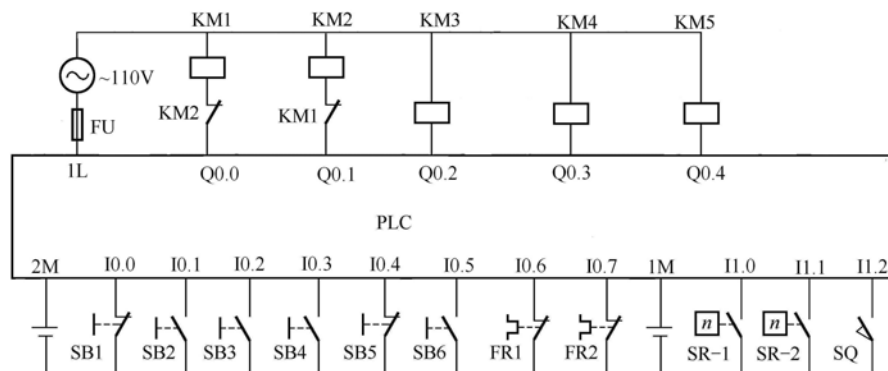 KM1 KM2 KM3 KM4 KM5
~110V
KM2 KM1
FU
1L Q0.0 Q0.1 Q0.2 Q0.3 Q0.4
PLC
2M I0.0 I0.1 I0.2 I0.3 I0.4 I0.5 I0.6 I0.7 1M I1.0 I1.1 I1.2
n n
SB1 SB2 SB3 SB4 SB5 SB6 FR1 FR2 SR-1 SR-2 SQ